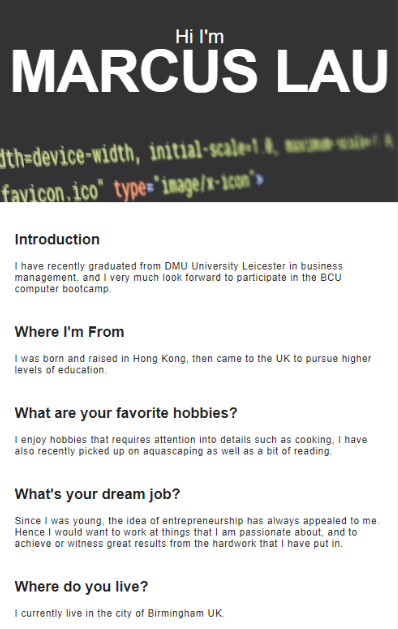 Hi I'm
MARCUS LAU
dth=device-width, initial-scale=1.0, maximum-scale=1.0,
favicon.ico" type="image/x-icon">
Introduction
I have recently graduated from DMU University Leicester in business
management, and I very much look forward to participate in the BCU
computer bootcamp.
Where I'm From
I was born and raised in Hong Kong, then came to the UK to pursue higher
levels of education.
What are your favorite hobbies?
I enjoy hobbies that requires attention into details such as cooking, I have
also recently picked up on aquascaping as well as a bit of reading.
What's your dream job?
Since I was young, the idea of entrepreneurship has always appealed to me.
Hence I would want to work at things that I am passionate about, and to
achieve or witness great results from the hardwork that I have put in.
Where do you live?
I currently live in the city of Birmingham UK.